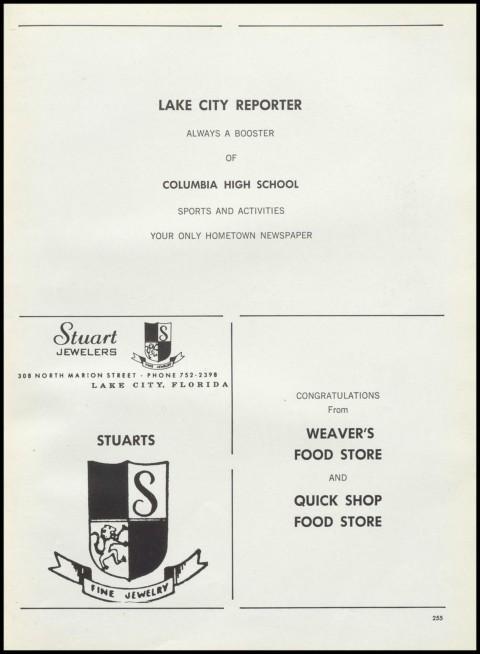 LAKE CITY REPORTER
ALWAYS A BOOSTER
OF
COLUMBIA HIGH SCHOOL
SPORTS AND ACTIVITIES
YOUR ONLY HOMETOWN NEWSPAPER
Stuart
JEWELERS
S
308 NORTH MARION STREET - PHONE 752-2398
LAKE CITY, FLORIDA
STUARTS
S
FINE JEWELRY
CONGRATULATIONS
From
WEAVER'S
FOOD STORE
AND
QUICK SHOP
FOOD STORE
255